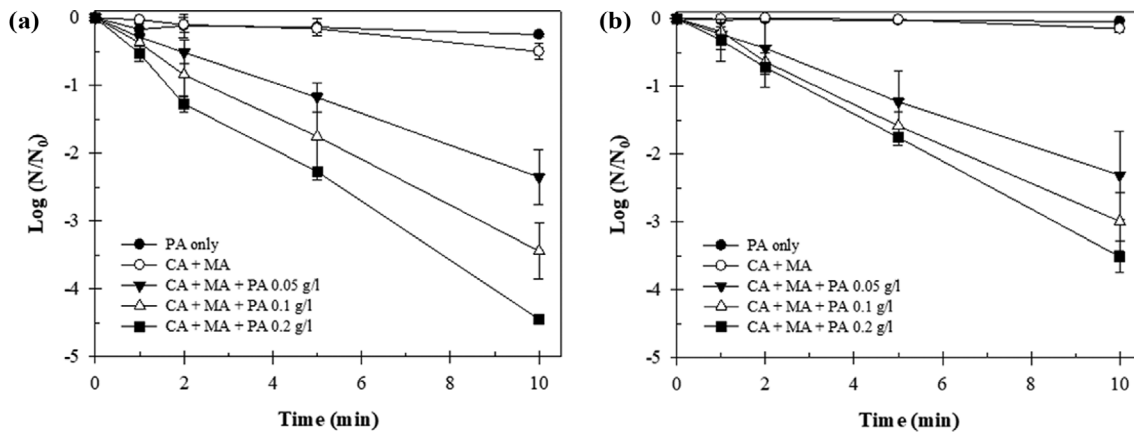 (a)
0
-1
-2
-3
-4
-5
Log (N/N₀)
PA only
CA + MA
CA + MA + PA 0.05 g/l
CA + MA + PA 0.1 g/l
CA + MA + PA 0.2 g/l
0 2 4 6 8 10
Time (min)
(b)
0
-1
-2
-3
-4
-5
Log (N/N₀)
PA only
CA + MA
CA + MA + PA 0.05 g/l
CA + MA + PA 0.1 g/l
CA + MA + PA 0.2 g/l
0 2 4 6 8 10
Time (min)